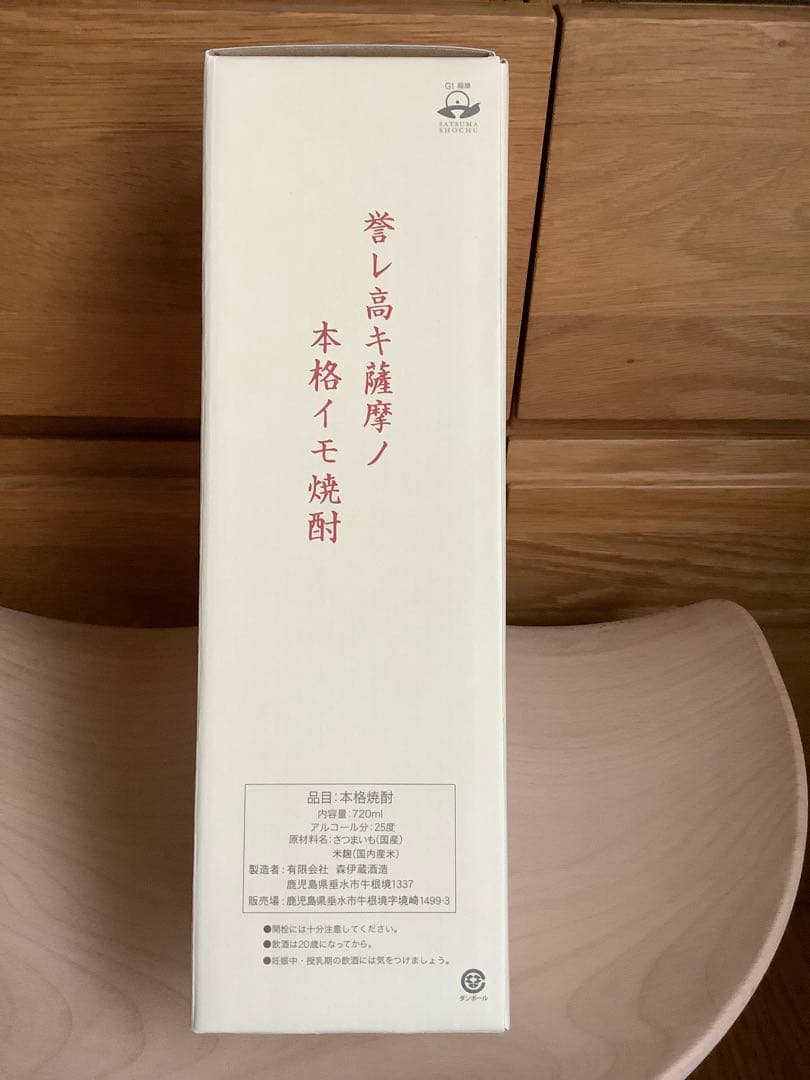 GI 薩摩
SATSUMA
SHOCHU
誉レ高キ薩摩ノ
本格イモ焼酎
品目:本格焼酎
内容量:720ml
アルコール分:25度
原材料名:さつまいも(国産)
米麹(国内産米)
製造者:有限会社 森伊蔵酒造
鹿児島県垂水市牛根境1337
販売場:鹿児島県垂水市牛根境字境崎1499-3
●開栓には十分注意してください。
●飲酒は20歳になってから。
●妊娠中・授乳期の飲酒には気をつけましょう。
ダンボール